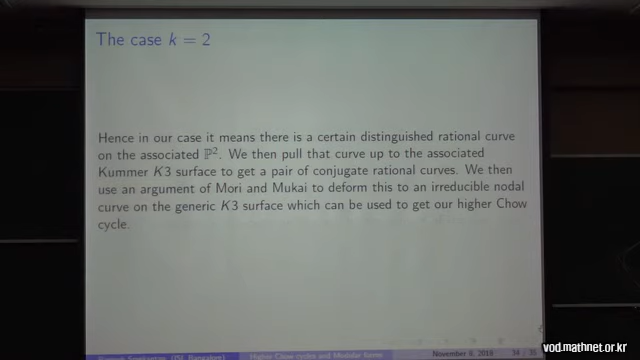 The case k = 2
Hence in our case it means there is a certain distinguished rational curve
on the associated ℙ². We then pull that curve up to the associated
Kummer K3 surface to get a pair of conjugate rational curves. We then
use an argument of Mori and Mukai to deform this to an irreducible nodal
curve on the generic K3 surface which can be used to get our higher Chow
cycle.
(ISI, Bangalore) Higher Chow cycles and Modular forms November 8, 2019
vod.mathnet.or.kr